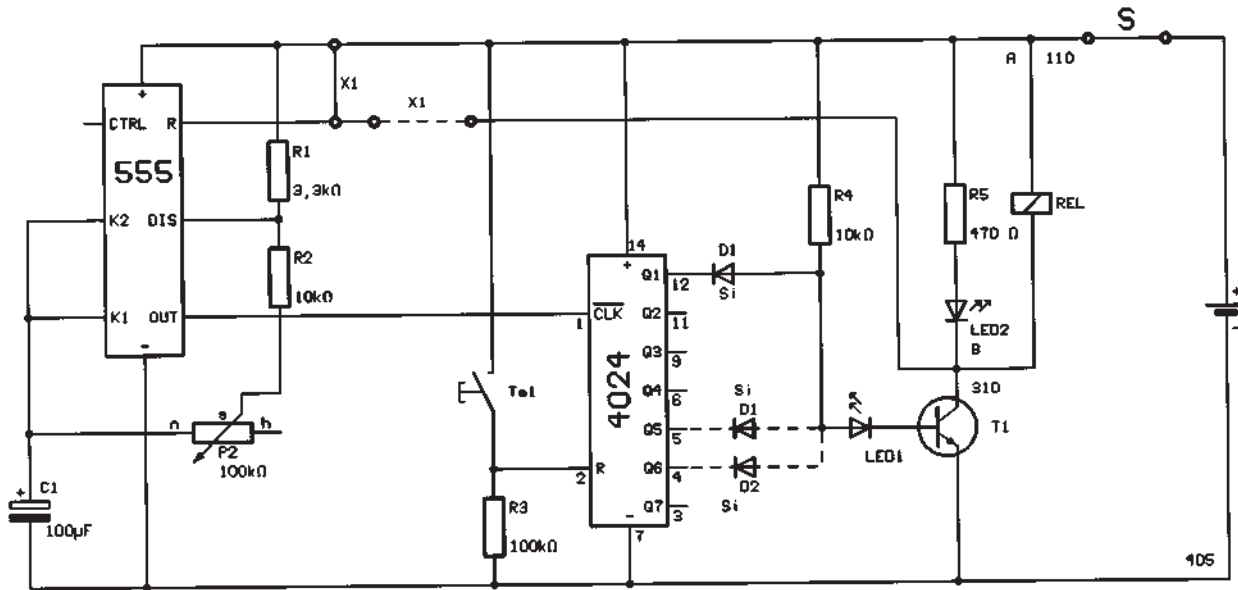 S
A 110
X1
X1
+
CTRL R
555
K2 DIS
K1 OUT
-
R1
3,3kΩ
R2
10kΩ
n s h
P2
100kΩ
+ C1
100µF
Ta1
R3
100kΩ
14
+
4024
1 CLK
2 R
Q1 12
Q2 11
Q3 9
Q4 6
Q5 5
Q6 4
Q7 3
-
7
D1
Si
Si
D1
D2
Si
R4
10kΩ
LED1
R5
470 Ω
LED2
B
REL
310
T1
+
-
405